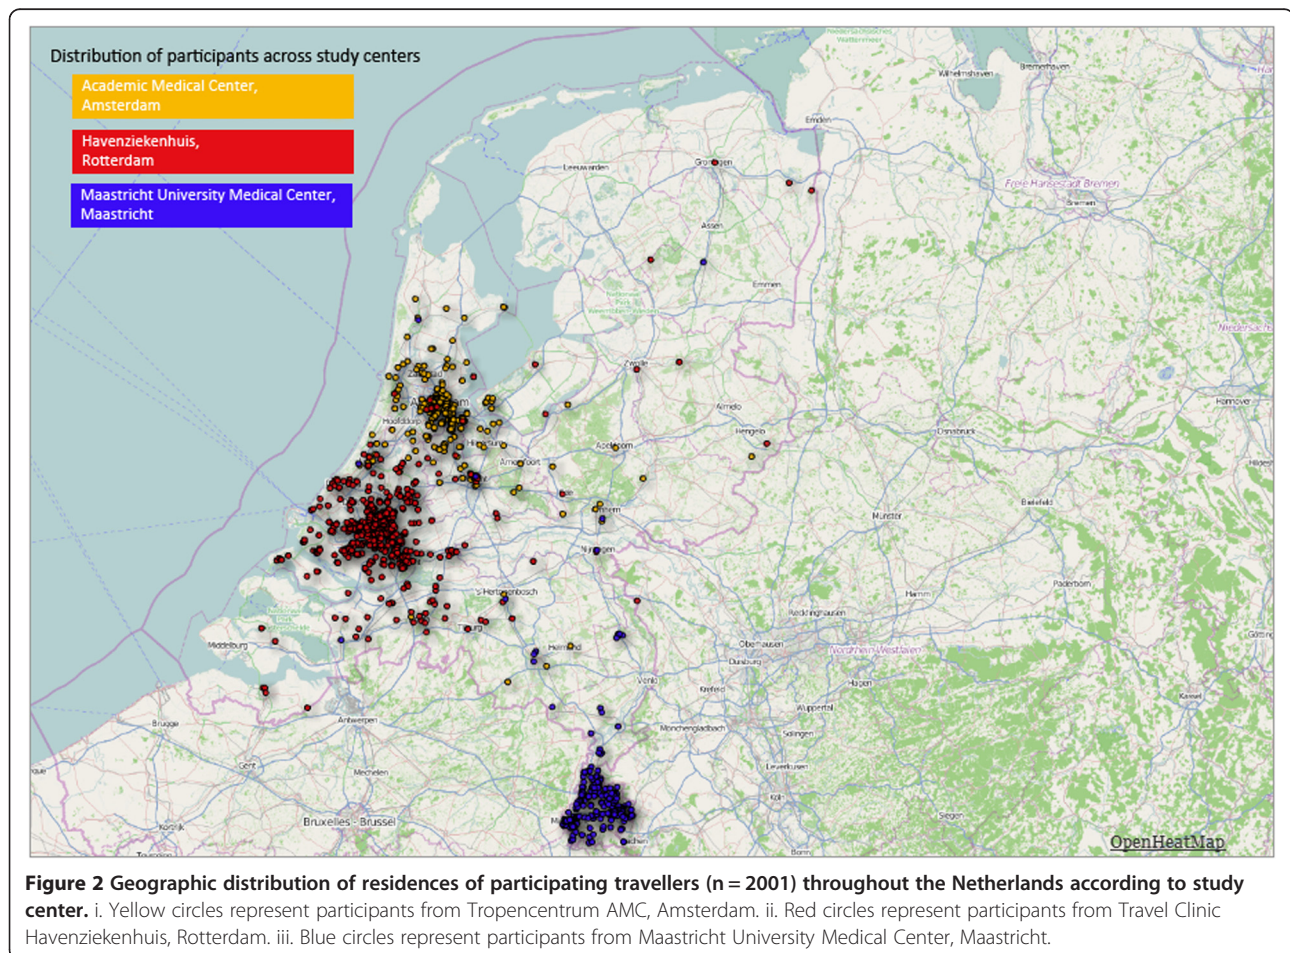 Distribution of participants across study centers
Academic Medical Center,
Amsterdam
Havenziekenhuis,
Rotterdam
Maastricht University Medical Center,
Maastricht
Niedersächsisches
Wattenmeer
Wilhelmshaven
Bremerhaven
Emden
Leeuwarden
Groningen
Freie Hansestadt Bremen
Bremen
Assen
Emmen
Niedersachs
Zwolle
Hannover
Almelo
Hoofddorp
Hengelo
Osnabrück
Hilversum
Apeldoorn
Amersfoort
Hildes
Bielefeld
Münster
Nijmegen
Paderborn
's-Hertogenbosch
Hamm
Recklinghausen
Götting
Middelburg
Tilburg
Helmond
Oberhausen
Nordrhein-Westfalen
Duisburg
Venlo
Krefeld
Hagen
Kassel
Wuppertal
Antwerpen
Brugge
Mönchengladbach
Solingen
Gent
Mechelen
Leverkusen
Köln
Siegen
Bruxelles - Brussel
Kortrijk
Bonn
OpenHeatMap
Figure 2 Geographic distribution of residences of participating travellers (n = 2001) throughout the Netherlands according to study
center. i. Yellow circles represent participants from Tropencentrum AMC, Amsterdam. ii. Red circles represent participants from Travel Clinic
Havenziekenhuis, Rotterdam. iii. Blue circles represent participants from Maastricht University Medical Center, Maastricht.